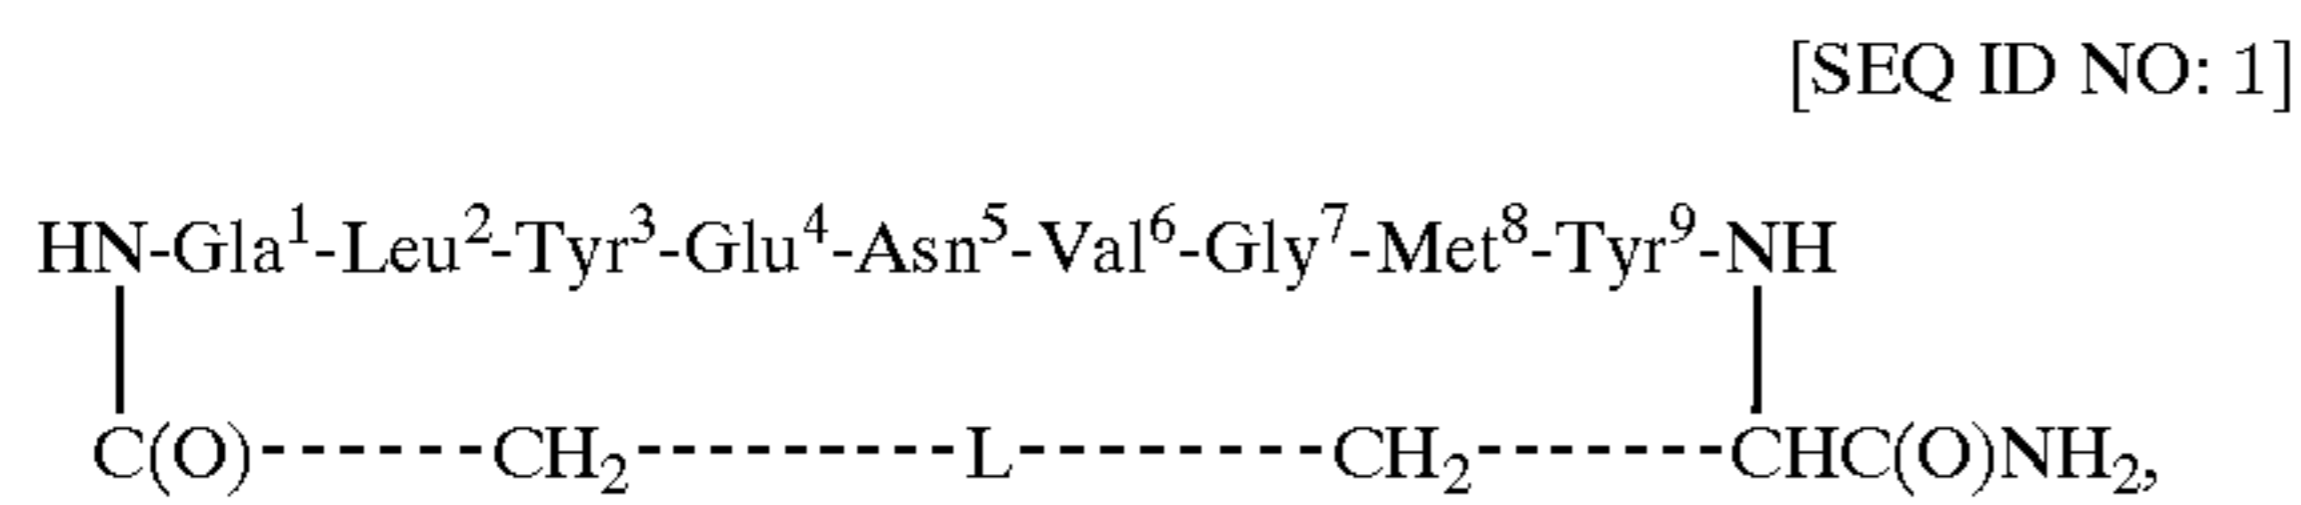 [SEQ ID NO: 1]
HN-Gla¹-Leu²-Tyr³-Glu⁴-Asn⁵-Val⁶-Gly⁷-Met⁸-Tyr⁹-NH
C(O)-------CH₂----------L---------CH₂-------CHC(O)NH₂,